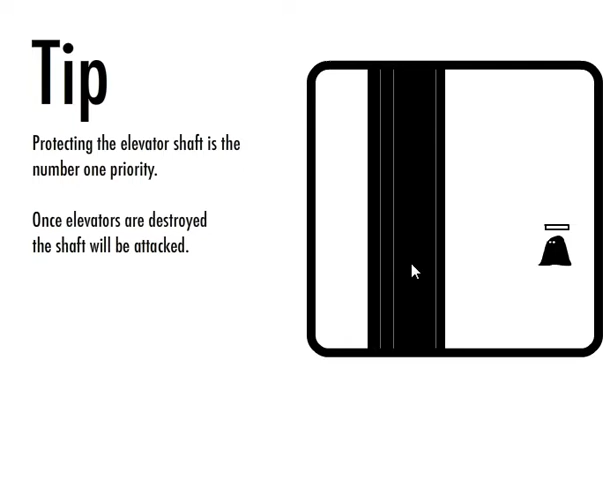 Tip
Protecting the elevator shaft is the
number one priority.
Once elevators are destroyed
the shaft will be attacked.